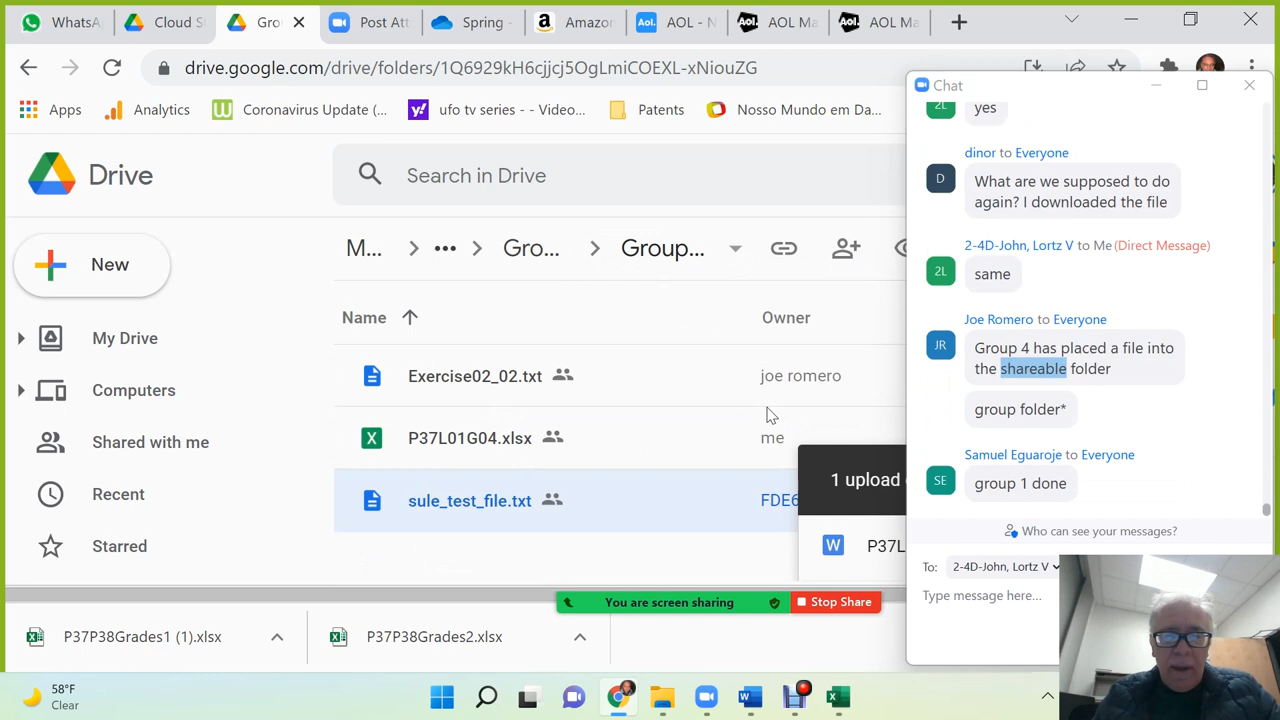 WhatsA
Cloud S
Gro
Post Att
Spring -
Amazor
AOL - N
AOL Ma
AOL Ma
drive.google.com/drive/folders/1Q6929kH6cjjcj5OgLmiCOEXL-xNiouZG
Apps
Analytics
Coronavirus Update (...
ufo tv series - - Video...
Patents
Nosso Mundo em Da...
Drive
Search in Drive
New
My Drive
Computers
Shared with me
Recent
Starred
M...
Gro...
Group...
Name
Owner
Exercise02_02.txt
joe romero
P37L01G04.xlsx
me
sule_test_file.txt
FDE6
1 upload
P37L
Chat
2L
yes
dinor to Everyone
D
What are we supposed to do
again? I downloaded the file
2-4D-John, Lortz V to Me(Direct Message)
2L
same
Joe Romero to Everyone
JR
Group 4 has placed a file into
the shareable folder
group folder*
Samuel Eguaroje to Everyone
SE
group 1 done
Who can see your messages?
To:
2-4D-John, Lortz V
Type message here...
You are screen sharing
Stop Share
P37P38Grades1 (1).xlsx
P37P38Grades2.xlsx
58°F
Clear